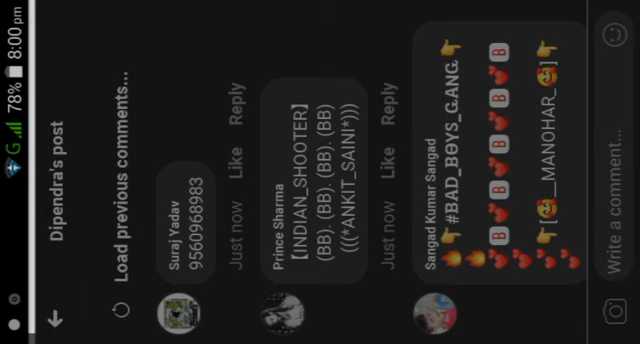 G 78% 8:00 pm
Dipendra's post
Load previous comments...
Suraj Yadav
9560968983
Just now Like Reply
Prince Sharma
【INDIAN_SHOOTER】
(BB). (BB). (BB). (BB)
(((*ANKIT_SAINI*)))
Just now Like Reply
Sangad Kumar Sangad
🔥👉#BAD_BOYS_GANG 👉
🔥🅱️💕🅱️💕🅱️💕🅱️💕🅱️
💕💕💕💕👉[🥰__MANOHAR_🥰👉
Write a comment...